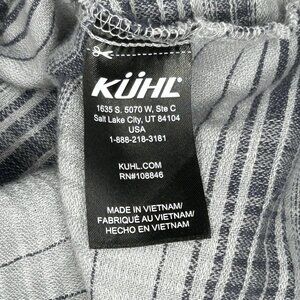 KÜHL
1635 S. 5070 W, Ste C
Salt Lake City, UT 84104
USA
1-888-218-3181
KUHL.COM
RN#108846
MADE IN VIETNAM/
FABRIQUÉ AU VIETNAM/
HECHO EN VIETNAM